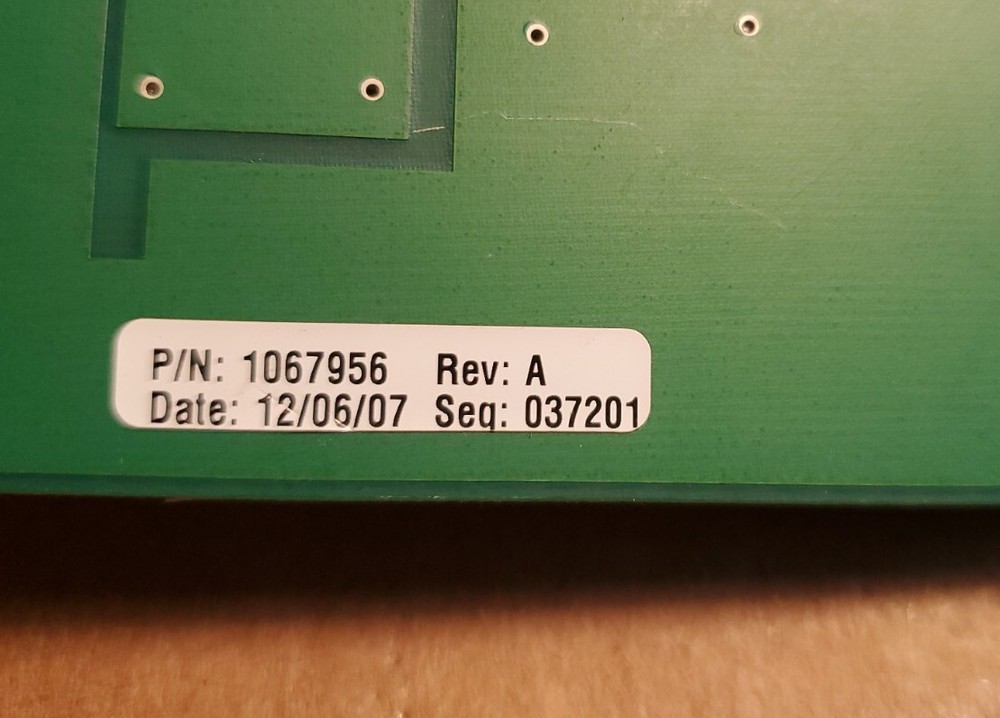 P/N: 1067956 Rev: A
Date: 12/06/07 Seq: 037201